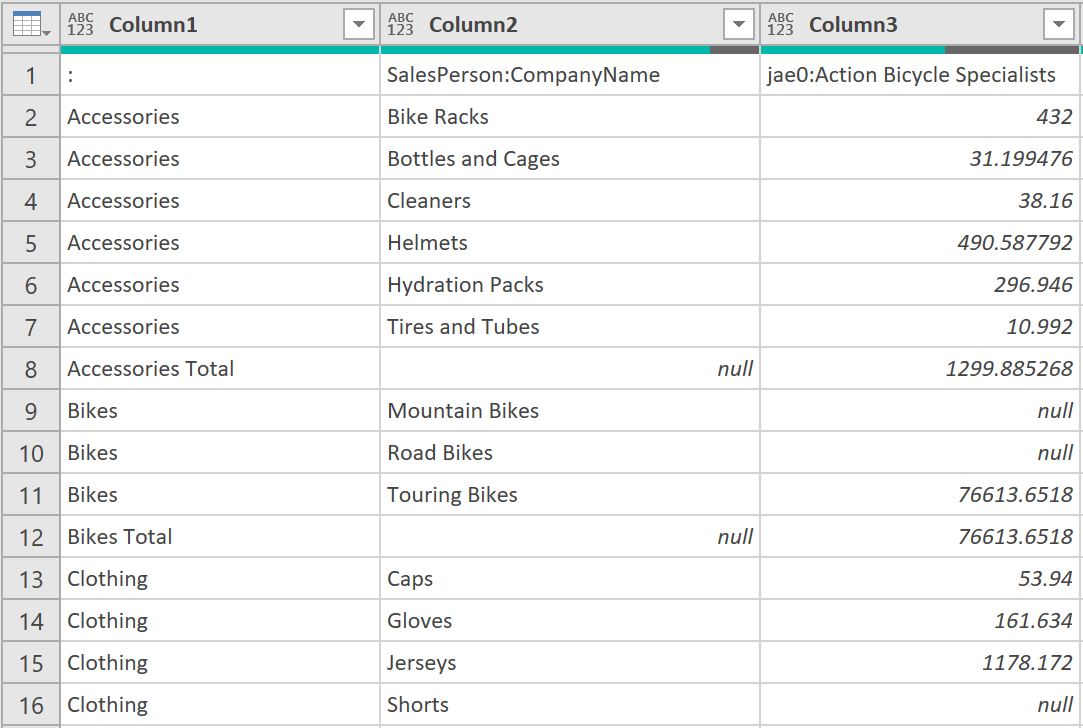 ABC 123 Column1 ABC 123 Column2 ABC 123 Column3
1 : SalesPerson:CompanyName jae0:Action Bicycle Specialists
2 Accessories Bike Racks 432
3 Accessories Bottles and Cages 31.199476
4 Accessories Cleaners 38.16
5 Accessories Helmets 490.587792
6 Accessories Hydration Packs 296.946
7 Accessories Tires and Tubes 10.992
8 Accessories Total null 1299.885268
9 Bikes Mountain Bikes null
10 Bikes Road Bikes null
11 Bikes Touring Bikes 76613.6518
12 Bikes Total null 76613.6518
13 Clothing Caps 53.94
14 Clothing Gloves 161.634
15 Clothing Jerseys 1178.172
16 Clothing Shorts null